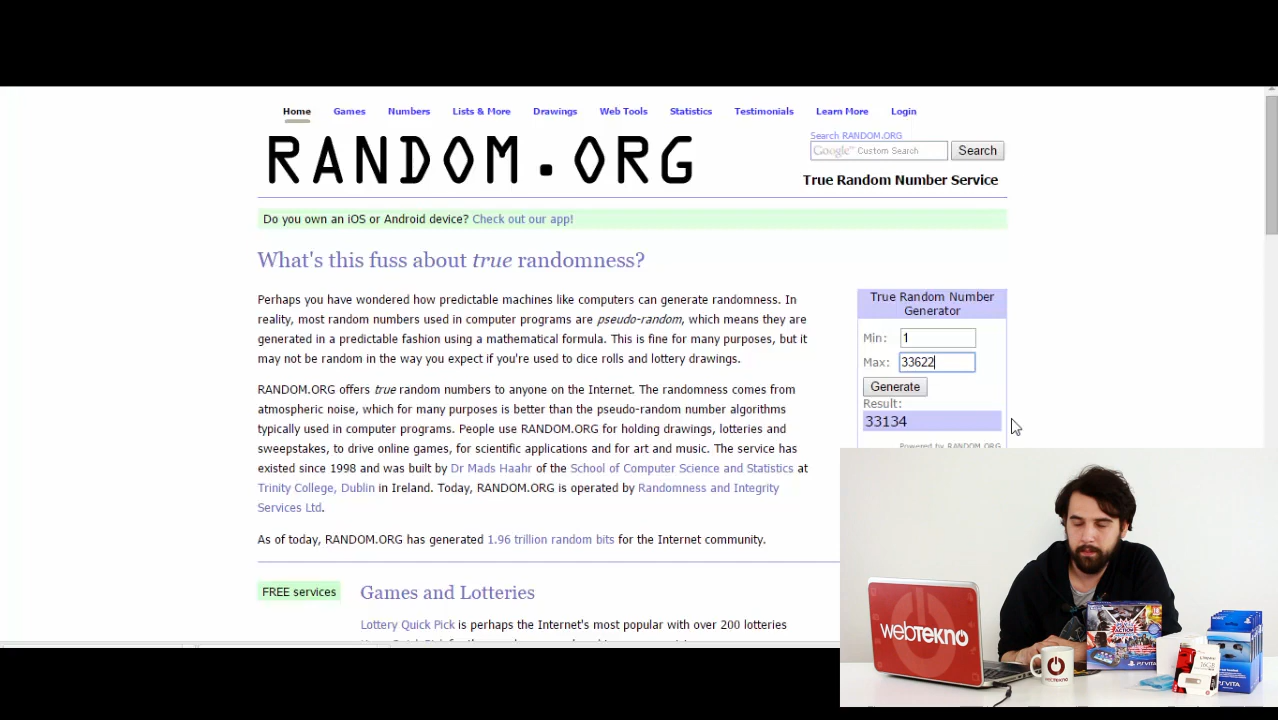 Home Games Numbers Lists & More Drawings Web Tools Statistics Testimonials Learn More Login
RANDOM.ORG
Search RANDOM.ORG
Google™ Custom Search
Search
True Random Number Service
Do you own an iOS or Android device? Check out our app!
What's this fuss about true randomness?
Perhaps you have wondered how predictable machines like computers can generate randomness. In
reality, most random numbers used in computer programs are pseudo-random, which means they are
generated in a predictable fashion using a mathematical formula. This is fine for many purposes, but it
may not be random in the way you expect if you're used to dice rolls and lottery drawings.
RANDOM.ORG offers true random numbers to anyone on the Internet. The randomness comes from
atmospheric noise, which for many purposes is better than the pseudo-random number algorithms
typically used in computer programs. People use RANDOM.ORG for holding drawings, lotteries and
sweepstakes, to drive online games, for scientific applications and for art and music. The service has
existed since 1998 and was built by Dr Mads Haahr of the School of Computer Science and Statistics at
Trinity College, Dublin in Ireland. Today, RANDOM.ORG is operated by Randomness and Integrity
Services Ltd.
As of today, RANDOM.ORG has generated 1.96 trillion random bits for the Internet community.
True Random Number
Generator
Min: 1
Max: 33622
Generate
Result:
33134
Powered by RANDOM.ORG
FREE services
Games and Lotteries
Lottery Quick Pick is perhaps the Internet's most popular with over 200 lotteries
webTEKNO
webTEKNO
ACTION
PSVITA
16GB
PSVITA